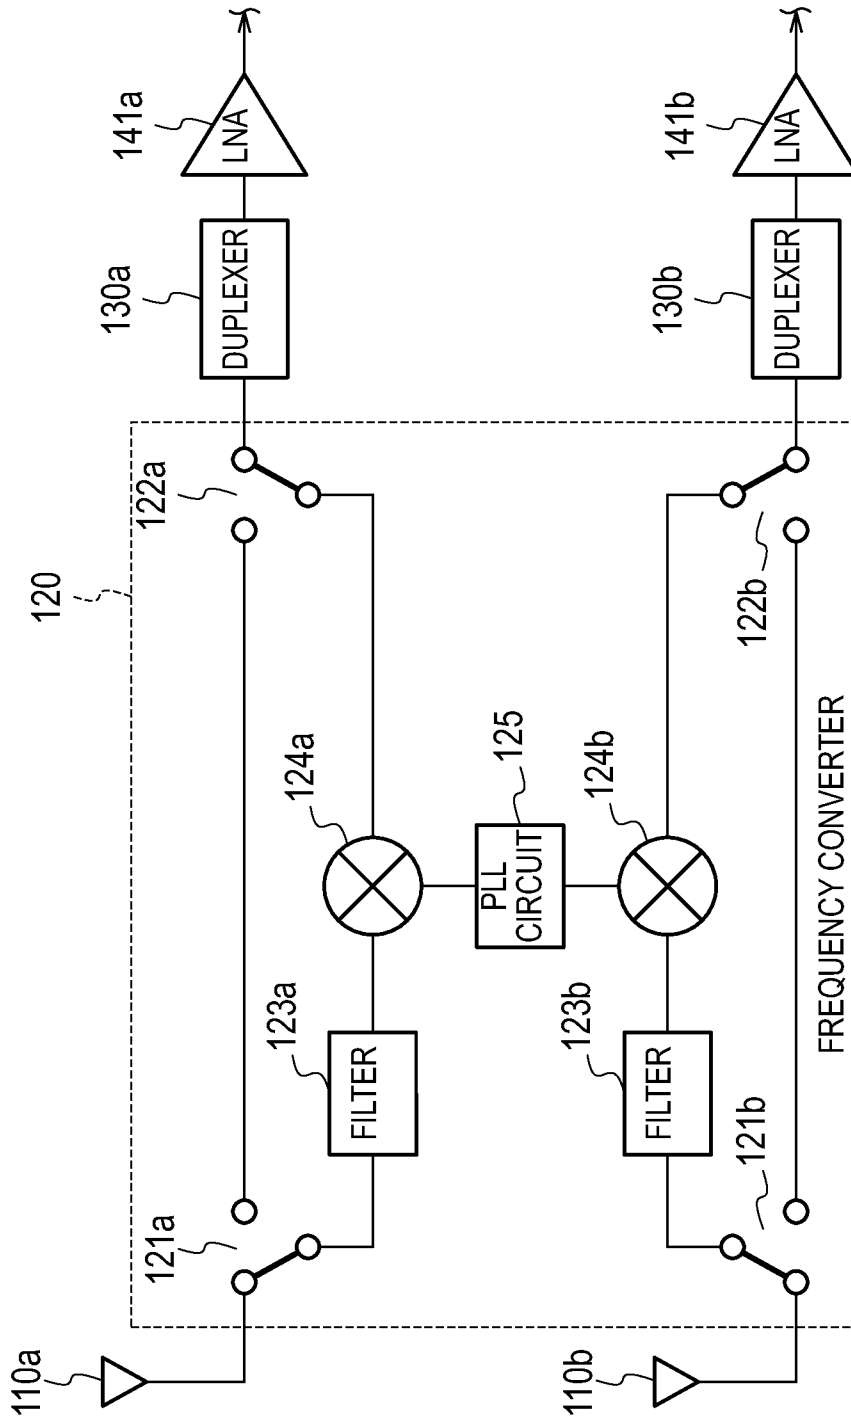 110a
121a
120
122a
130a
DUPLEXER
141a
LNA
123a
FILTER
124a
PLL
CIRCUIT
125
123b
FILTER
124b
110b
121b
122b
130b
DUPLEXER
141b
LNA
FREQUENCY CONVERTER